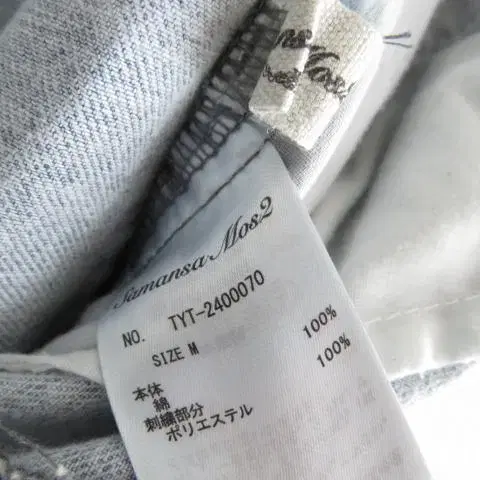 Mos
Samansa Mos2
NO. TYT-2400070
SIZE M
本体
綿 100%
刺繍部分
ポリエステル 100%